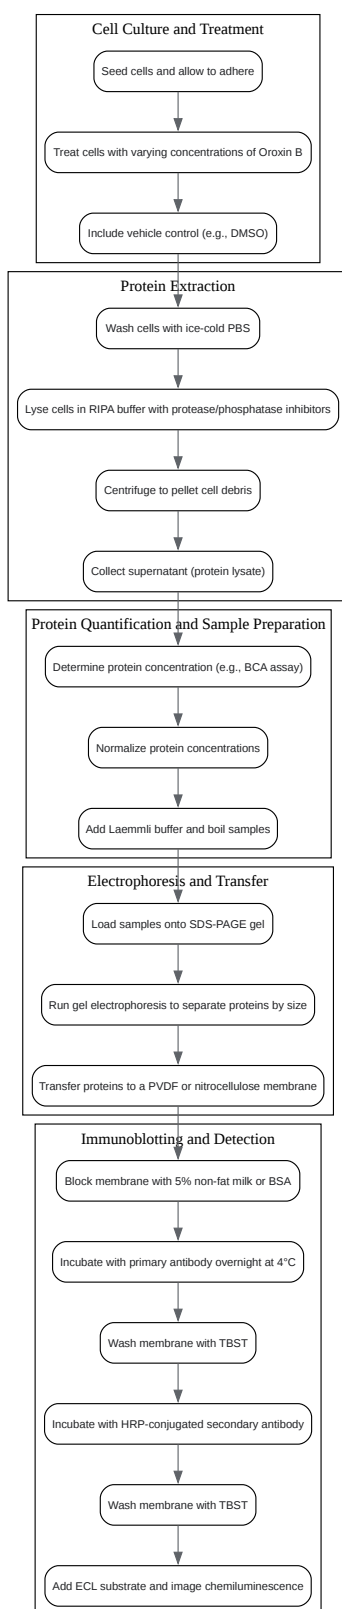 Cell Culture and Treatment
Seed cells and allow to adhere
Treat cells with varying concentrations of Oroxin B
Include vehicle control (e.g., DMSO)
Protein Extraction
Wash cells with ice-cold PBS
Lyse cells in RIPA buffer with protease/phosphatase inhibitors
Centrifuge to pellet cell debris
Collect supernatant (protein lysate)
Protein Quantification and Sample Preparation
Determine protein concentration (e.g., BCA assay)
Normalize protein concentrations
Add Laemmli buffer and boil samples
Electrophoresis and Transfer
Load samples onto SDS-PAGE gel
Run gel electrophoresis to separate proteins by size
Transfer proteins to a PVDF or nitrocellulose membrane
Immunoblotting and Detection
Block membrane with 5% non-fat milk or BSA
Incubate with primary antibody overnight at 4°C
Wash membrane with TBST
Incubate with HRP-conjugated secondary antibody
Wash membrane with TBST
Add ECL substrate and image chemiluminescence